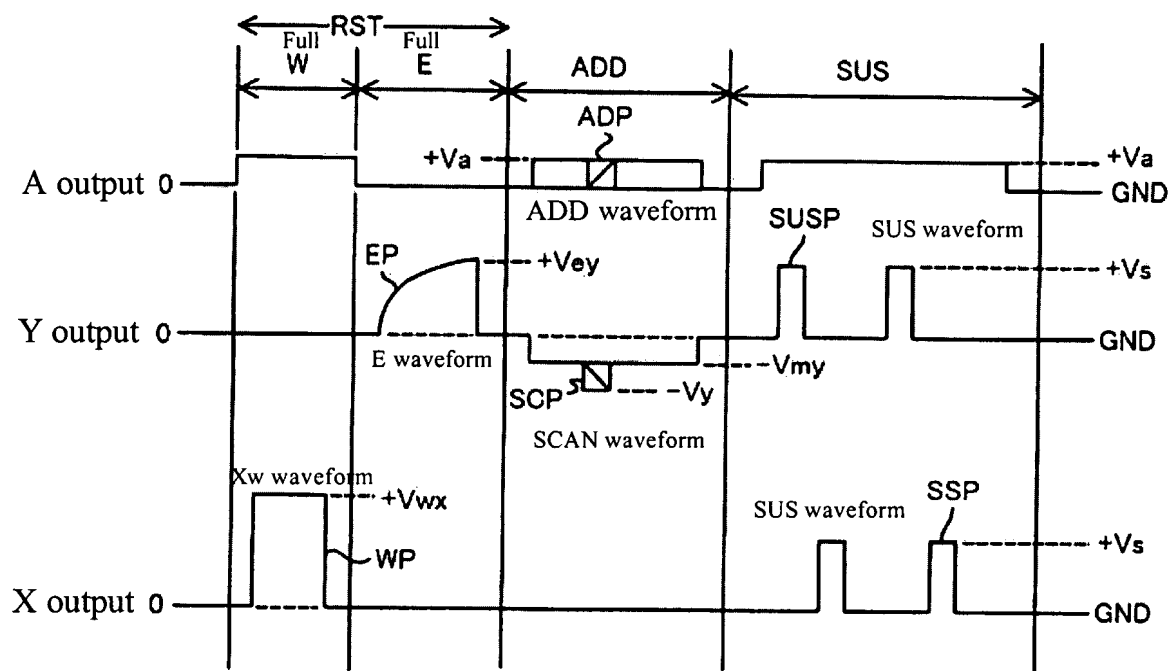 RST
Full
W
Full
E
ADD
SUS
ADP
+Va
+Va
A output 0
GND
ADD waveform
SUSP
SUS waveform
EP
+Vey
+Vs
Y output 0
GND
E waveform
-Vmy
SCP
-Vy
SCAN waveform
Xw waveform
+Vwx
SUS waveform
SSP
WP
+Vs
X output 0
GND